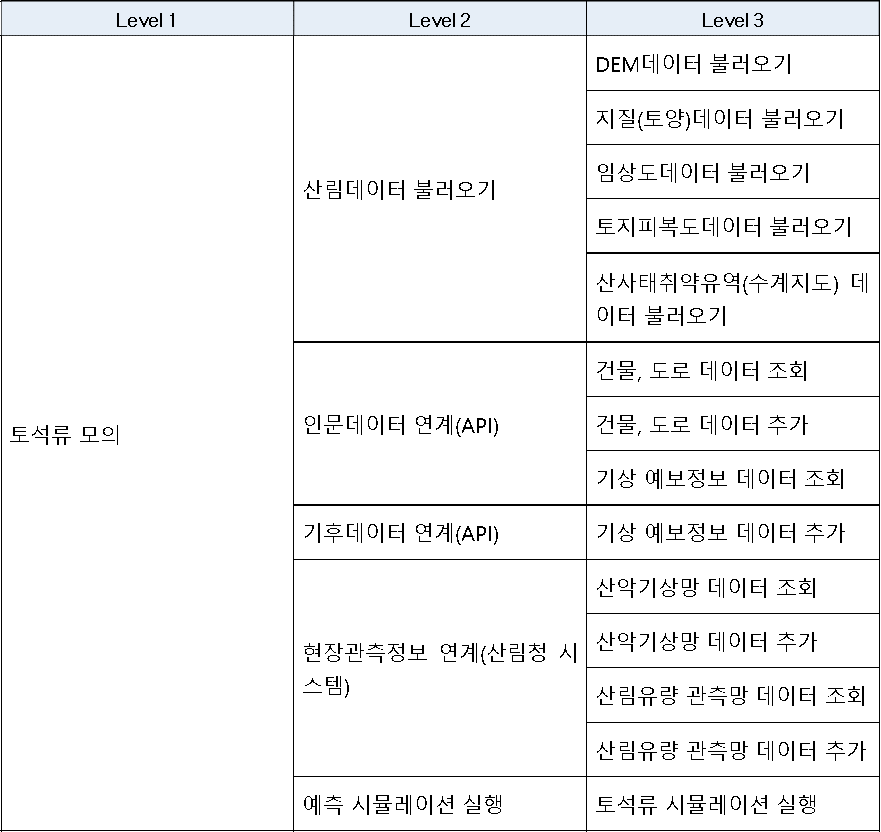 Level 1
Level 2
Level 3
토석류 모의
산림데이터 불러오기
DEM데이터 불러오기
지질(토양)데이터 불러오기
임상도데이터 불러오기
토지피복도데이터 불러오기
산사태취약유역(수계지도) 데
이터 불러오기
인문데이터 연계(API)
건물, 도로 데이터 조회
건물, 도로 데이터 추가
기상 예보정보 데이터 조회
기후데이터 연계(API)
기상 예보정보 데이터 추가
현장관측정보 연계(산림청 시
스템)
산악기상망 데이터 조회
산악기상망 데이터 추가
산림유량 관측망 데이터 조회
산림유량 관측망 데이터 추가
예측 시뮬레이션 실행
토석류 시뮬레이션 실행